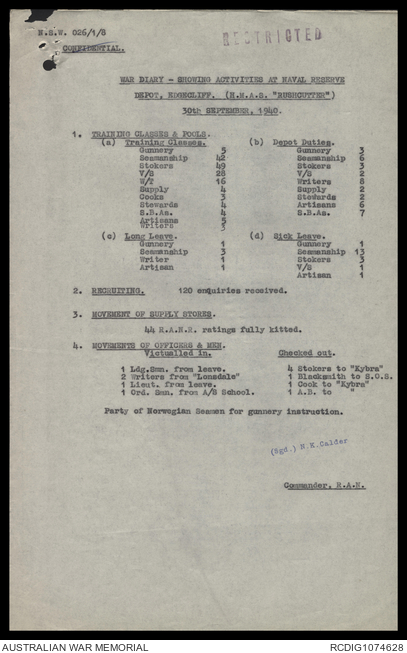 N.S.W. 026/1/8
RESTRICTED
CONFIDENTIAL.
WAR DIARY - SHOWING ACTIVITIES AT NAVAL RESERVE
DEPOT, EDGECLIFF. (H.M.A.S. "RUSHCUTTER")
30th SEPTEMBER, 1940.
1. TRAINING CLASSES & POOLS.
(a) Training Classes. (b) Depot Duties.
Gunnery 5 Gunnery 3
Seamanship 42 Seamanship 6
Stokers 49 Stokers 3
V/S 28 V/S 2
W/T 16 Writers 8
Supply 4 Supply 2
Cooks 3 Stewards 2
Stewards 4 Artisans 6
S.B.As. 4 S.B.A. 7
Artisans 5
Writers 3
(c) Long Leave. (d) Sick Leave.
Gunnery 1 Gunnery 1
Seamanship 3 Seamanship 13
Writer 1 Stokers 3
Artisan 1 V/S 1
Artisan 1
2. RECRUITING. 120 enquiries received.
3. MOVEMENT OF SUPPLY STORES.
44 R.A.N.R. ratings fully kitted.
4. MOVEMENTS OF OFFICERS & MEN.
Victualled in. Checked out.
1 Ldg.Smn. from leave. 4 Stokers to "Kybra"
2 Writers from "Lonsdale" 1 Blacksmith to S.O.S.
1 Lieut. from leave. 1 Cook to "Kybra"
1 Ord. Smn. from A/S School. 1 A.B. to "
Party of Norwegian Seamen for gunnery instruction.
(Sgd.) N.K.Calder
Commander, R.A.N.
AUSTRALIAN WAR MEMORIAL
RCDIG1074628